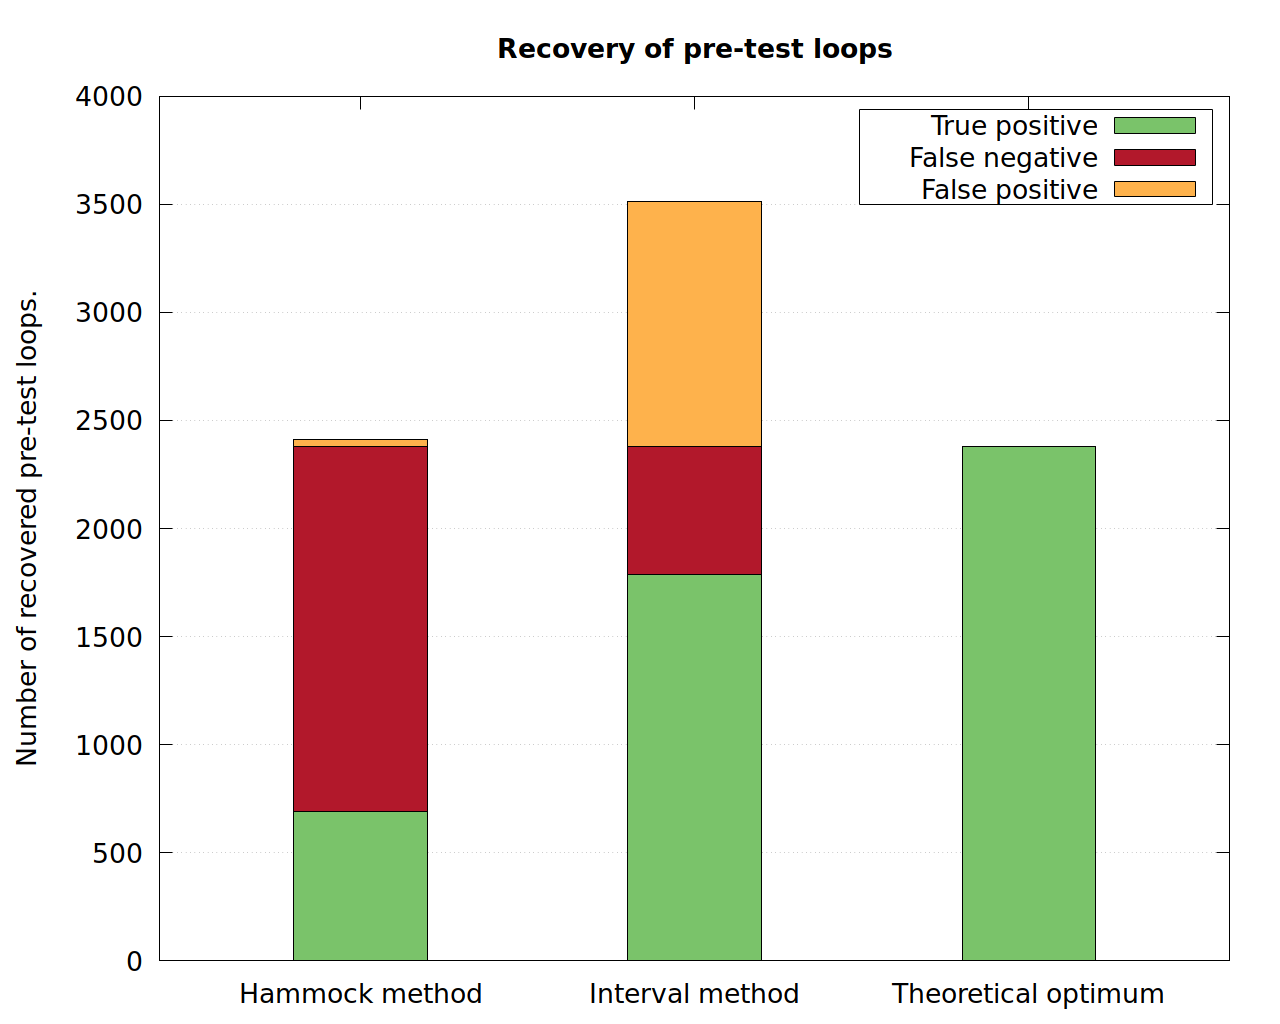 Recovery of pre-test loops
Number of recovered pre-test loops.
4000
3500
3000
2500
2000
1500
1000
500
0
True positive
False negative
False positive
Hammock method
Interval method
Theoretical optimum